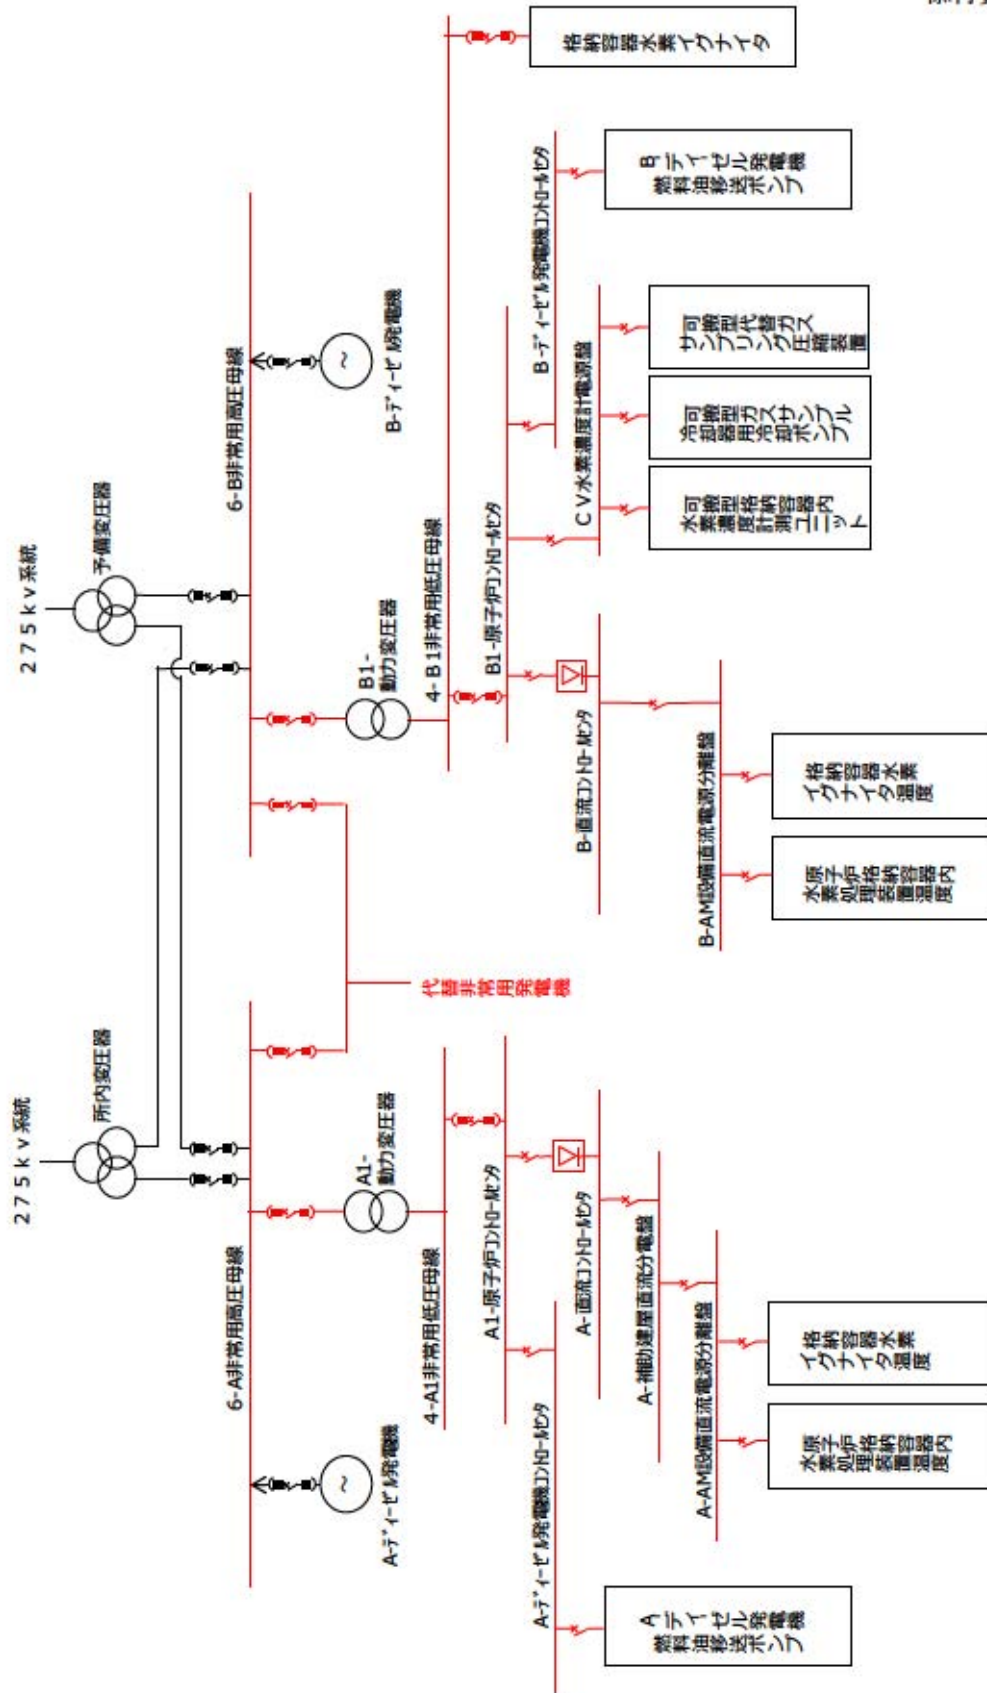 275kv系統
所内変圧器
275kv系統
予備変圧器
6-A非常用高圧母線
6-B非常用高圧母線
A-ディーゼル発電機
B-ディーゼル発電機
A1-
動力変圧器
代替非常用発電機
B1-
動力変圧器
4-A1非常用低圧母線
4-B1非常用低圧母線
格納容器水素イグナイタ
A1-原子炉コントロールセンタ
B1-原子炉コントロールセンタ
A-ディーゼル発電機コントロールセンタ
B-ディーゼル発電機コントロールセンタ
A-直流コントロールセンタ
B-直流コントロールセンタ
CV水素濃度計電源盤
A-ディーゼル発電機
燃料油移送ポンプ
B-ディーゼル発電機
燃料油移送ポンプ
A-補助建屋直流分電盤
可搬型格納容器内
水素濃度計測ユニット
可搬型ガスサンプル
冷却器用冷却ポンプ
可搬型代替ガス
サンプリング圧縮装置
A-AM設備直流電源分離盤
B-AM設備直流電源分離盤
原子炉格納容器内
水素処理装置温度
格納容器水素
イグナイタ温度
原子炉格納容器内
水素処理装置温度
格納容器水素
イグナイタ温度